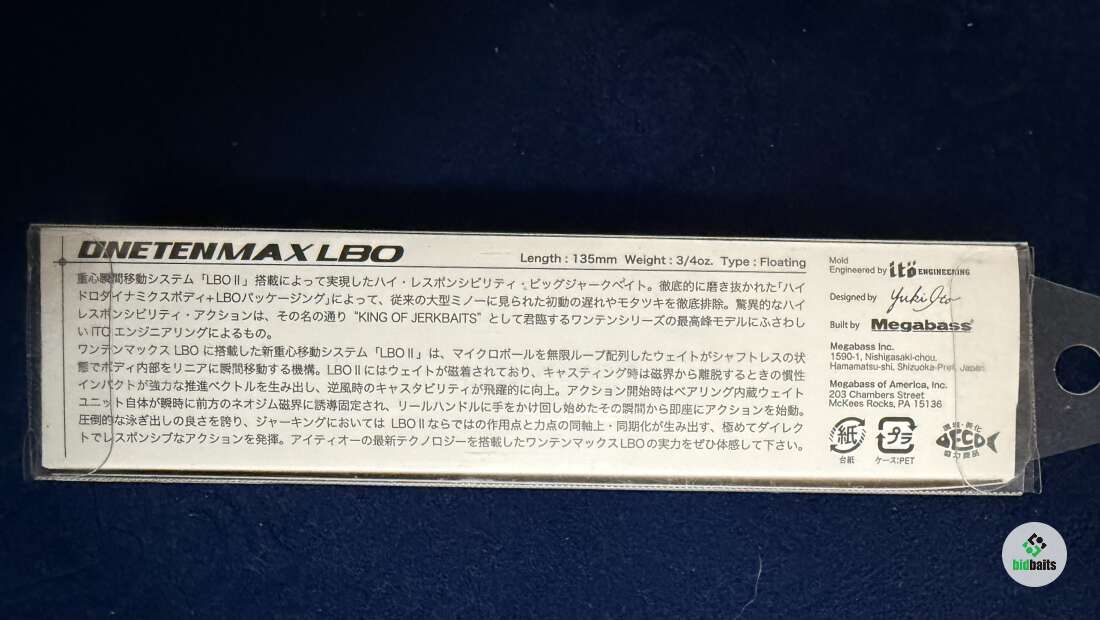 ONETENMAX LBO
Length : 135mm Weight : 3/4oz. Type : Floating
重心瞬間移動システム「LBOⅡ」搭載によって実現したハイ・レスポンシビリティ・ビッグジャークベイト。徹底的に磨き抜かれた「ハイ
ドロダイナミクスボディ+LBOパッケージング」によって、従来の大型ミノーに見られた初動の遅れやモタツキを徹底排除。驚異的なハイ
レスポンシビリティ・アクションは、その名の通り“KING OF JERKBAITS”として君臨するワンテンシリーズの最高峰モデルにふさわし
い ITO エンジニアリングによるもの。
ワンテンマックス LBO に搭載した新重心移動システム「LBOⅡ」は、マイクロボールを無限ループ配列したウェイトがシャフトレスの状
態でボディ内部をリニアに瞬間移動する機構。LBOⅡにはウェイトが磁着されており、キャスティング時は磁界から離脱するときの慣性
インパクトが強力な推進ベクトルを生み出し、逆風時のキャスタビリティが飛躍的に向上。アクション開始時はベアリング内蔵ウェイト
ユニット自体が瞬時に前方のネオジム磁界に誘導固定され、リールハンドルに手をかけ回し始めたその瞬間から即座にアクションを開始。
圧倒的な泳ぎ出しの良さを誇り、ジャーキングにおいては LBOⅡならではの作用点と力点の同軸上・同期化が生み出す、極めてダイレク
トでレスポンシブなアクションを発揮。アイティオーの最新テクノロジーを搭載したワンテンマックスLBOの実力をぜひ体感して下さい。
Mold
Engineered by ito ENGINEERING
Designed by Yuki Ito
Built by Megabass
Megabass Inc.
1590-1, Nishigasaki-chou,
Hamamatsu-shi, Shizuoka-Pref, Japan
Megabass of America, Inc.
203 Chambers Street
McKees Rocks, PA 15136
紙
台紙
プラ
ケース:PET
環境・美化
ECO
協力商品
bidbaits